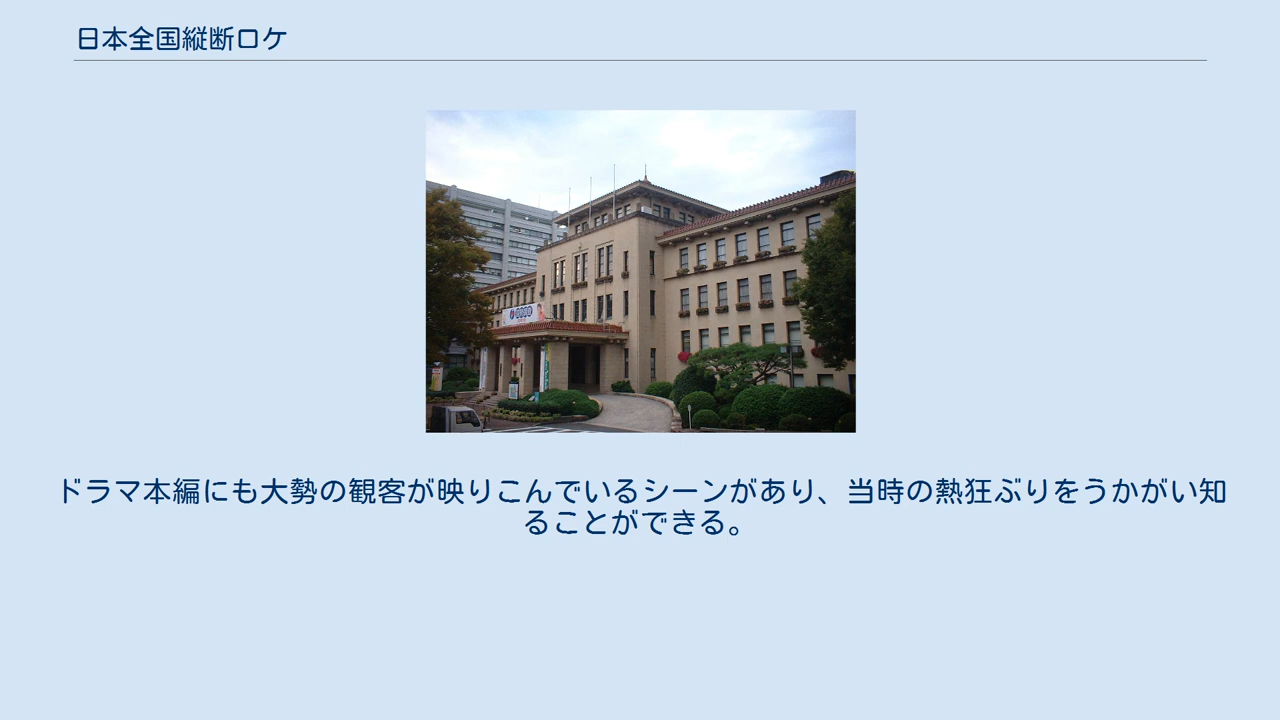 日本全国縦断ロケ
ドラマ本編にも大勢の観客が映りこんでいるシーンがあり、当時の熱狂ぶりをうかがい知
ることができる。